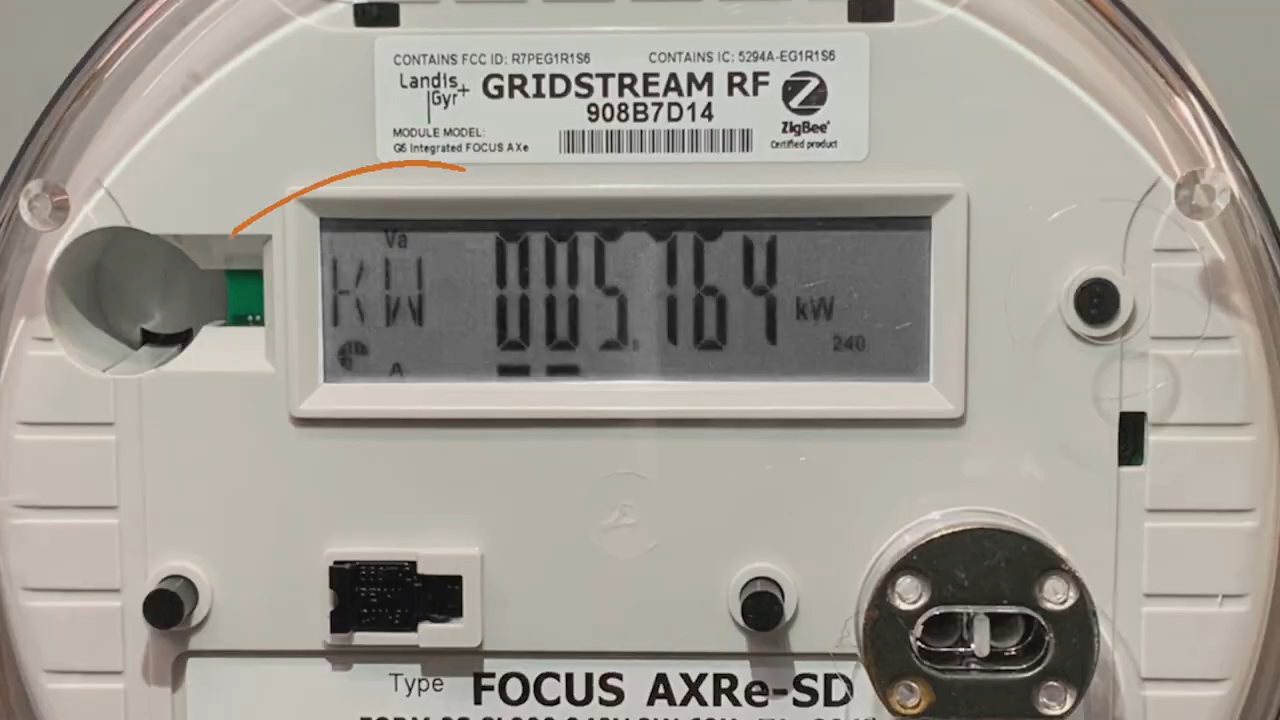 CONTAINS FCC ID: R7PEG1R1S6
CONTAINS IC: 5294A-EG1R1S6
Landis
Gyr+
GRIDSTREAM RF
908B7D14
MODULE MODEL:
G5 Integrated FOCUS AXe
ZigBee
Certified product
Va
KW
005.164
kW
240
A
Type
FOCUS AXRe-SD